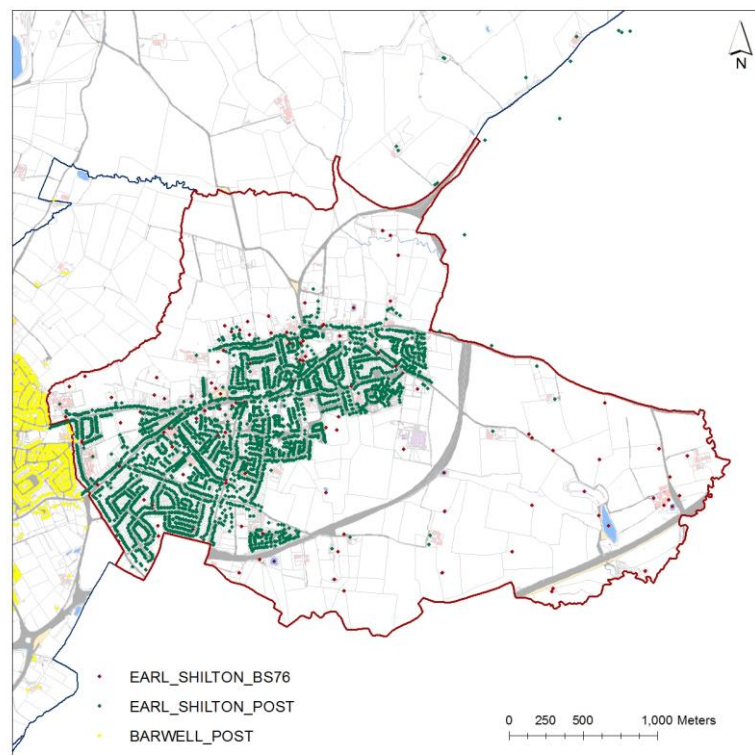 N
EARL_SHILTON_BS76
EARL_SHILTON_POST
BARWELL_POST
0 250 500 1,000 Meters